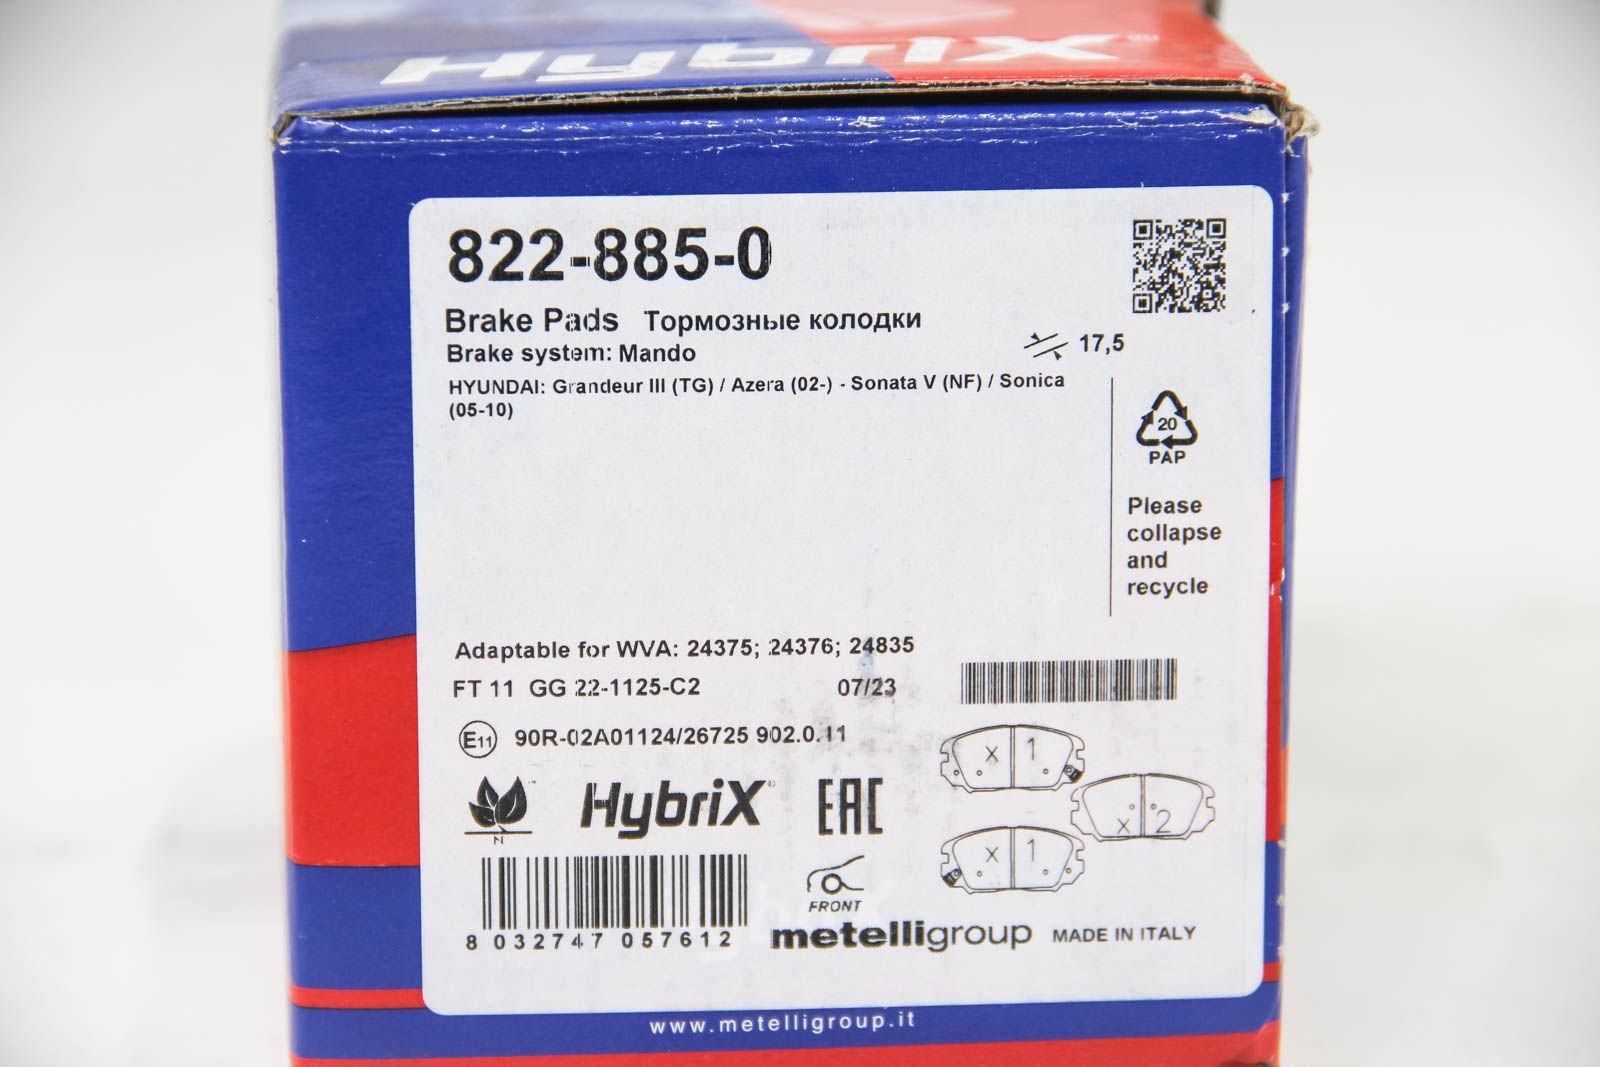 HybriX
822-885-0
Brake Pads Тормозные колодки
Brake system: Mando
17,5
HYUNDAI: Grandeur III (TG) / Azera (02-) - Sonata V (NF) / Sonica
(05-10)
20
PAP
Please
collapse
and
recycle
Adaptable for WVA: 24375; 24376; 24835
FT 11 GG 22-1125-C2 07/23
E11 90R-02A01124/26725 902.0.11
x 1
x 2
x 1
N
HybriX® EAC
FRONT
8 032747 057612
metelligroup MADE IN ITALY
www.metelligroup.it